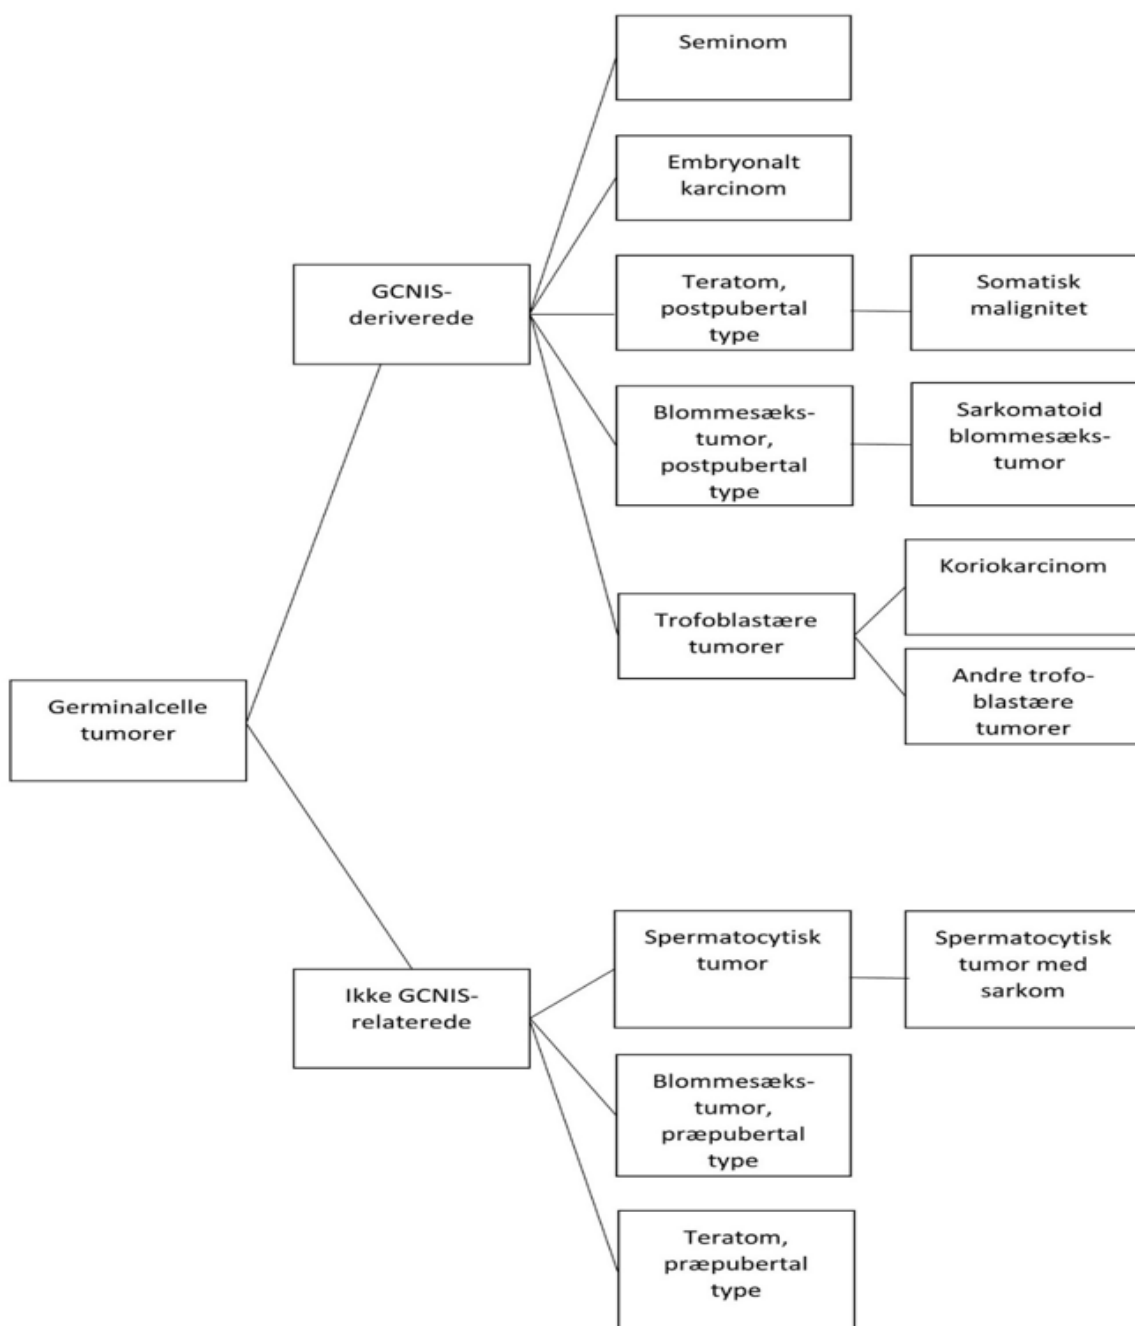 Seminom
Embryonalt
karcinom
GCNIS-
deriverede
Teratom,
postpubertal
type
Somatisk
malignitet
Blommesæks-
tumor,
postpubertal
type
Sarkomatoid
blommesæks-
tumor
Koriokarcinom
Trofoblastære
tumorer
Andre trofo-
blastære
tumorer
Germinalcelle
tumorer
Spermatocytisk
tumor
Spermatocytisk
tumor med
sarkom
Ikke GCNIS-
relaterede
Blommesæks-
tumor,
præpubertal
type
Teratom,
præpubertal
type